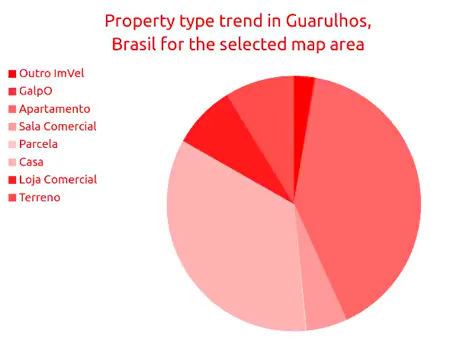 Property type trend in Guarulhos,
Brasil for the selected map area
Outro ImVel
GalpO
Apartamento
Sala Comercial
Parcela
Casa
Loja Comercial
Terreno